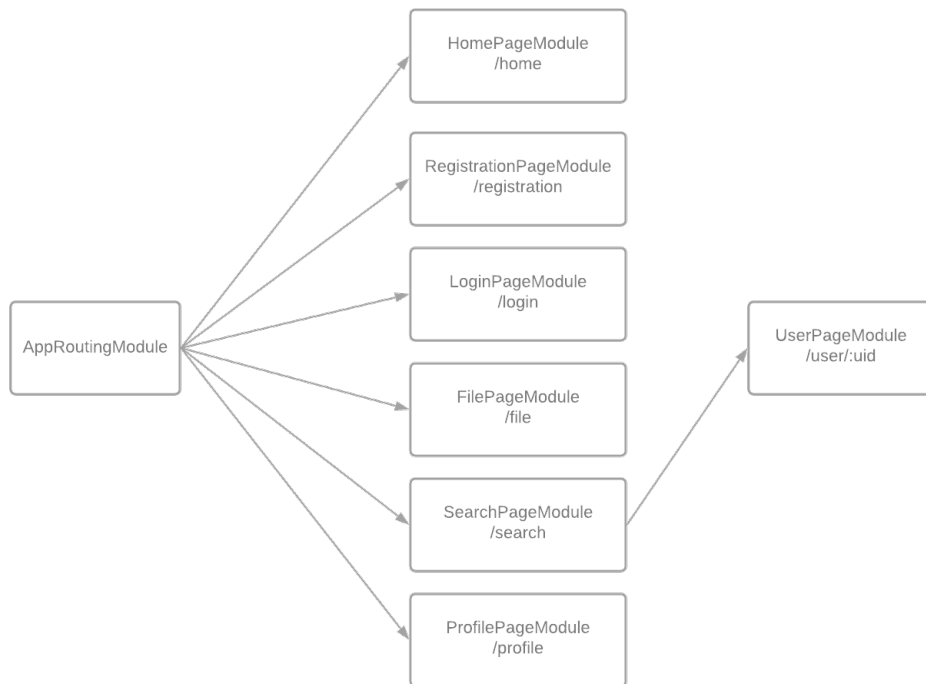 HomePageModule
/home
RegistrationPageModule
/registration
LoginPageModule
/login
AppRoutingModule
UserPageModule
/user/:uid
FilePageModule
/file
SearchPageModule
/search
ProfilePageModule
/profile